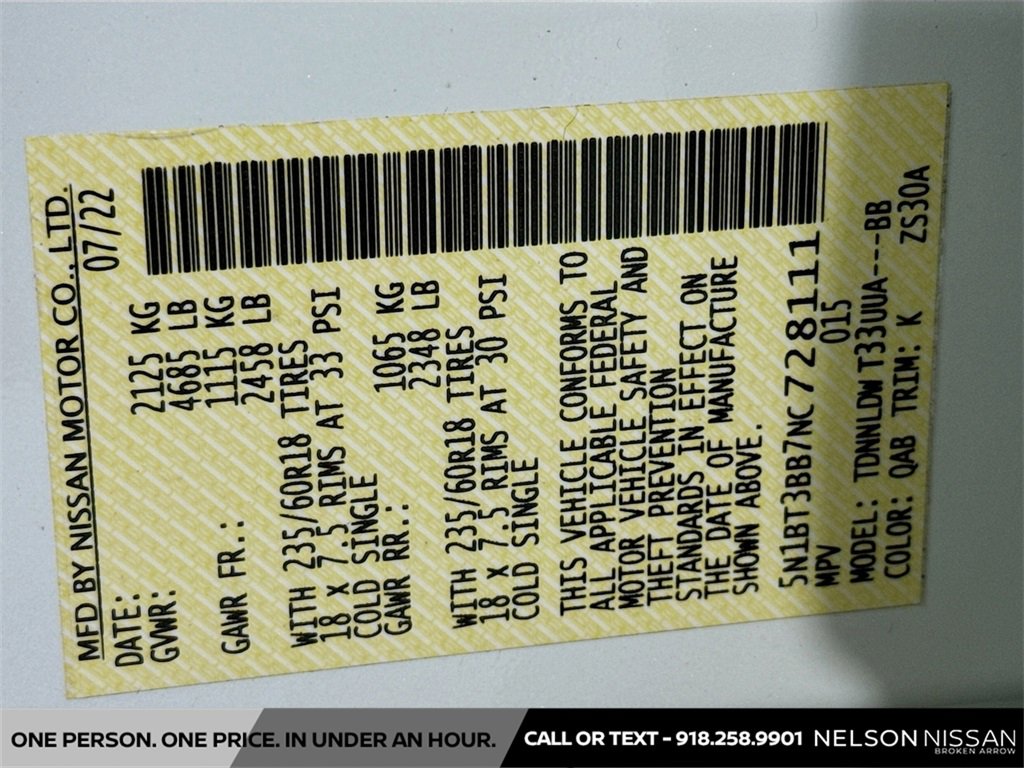 MFD BY NISSAN MOTOR CO., LTD.
DATE: 07/22
GVWR: 2125 KG
4685 LB
GAWR FR.: 1115 KG
2458 LB
WITH 235/60R18 TIRES
18 x 7.5 RIMS AT 33 PSI
COLD SINGLE
GAWR RR.: 1065 KG
2348 LB
WITH 235/60R18 TIRES
18 x 7.5 RIMS AT 30 PSI
COLD SINGLE
THIS VEHICLE CONFORMS TO
ALL APPLICABLE FEDERAL
MOTOR VEHICLE SAFETY AND
THEFT PREVENTION
STANDARDS IN EFFECT ON
THE DATE OF MANUFACTURE
SHOWN ABOVE.
5N1BT3BB7NC728111
MPV 015
MODEL: TDNNLDW T33UUA---BB
COLOR: QAB TRIM: K ZS30A
ONE PERSON. ONE PRICE. IN UNDER AN HOUR.
CALL OR TEXT - 918.258.9901
NELSON NISSAN
BROKEN ARROW